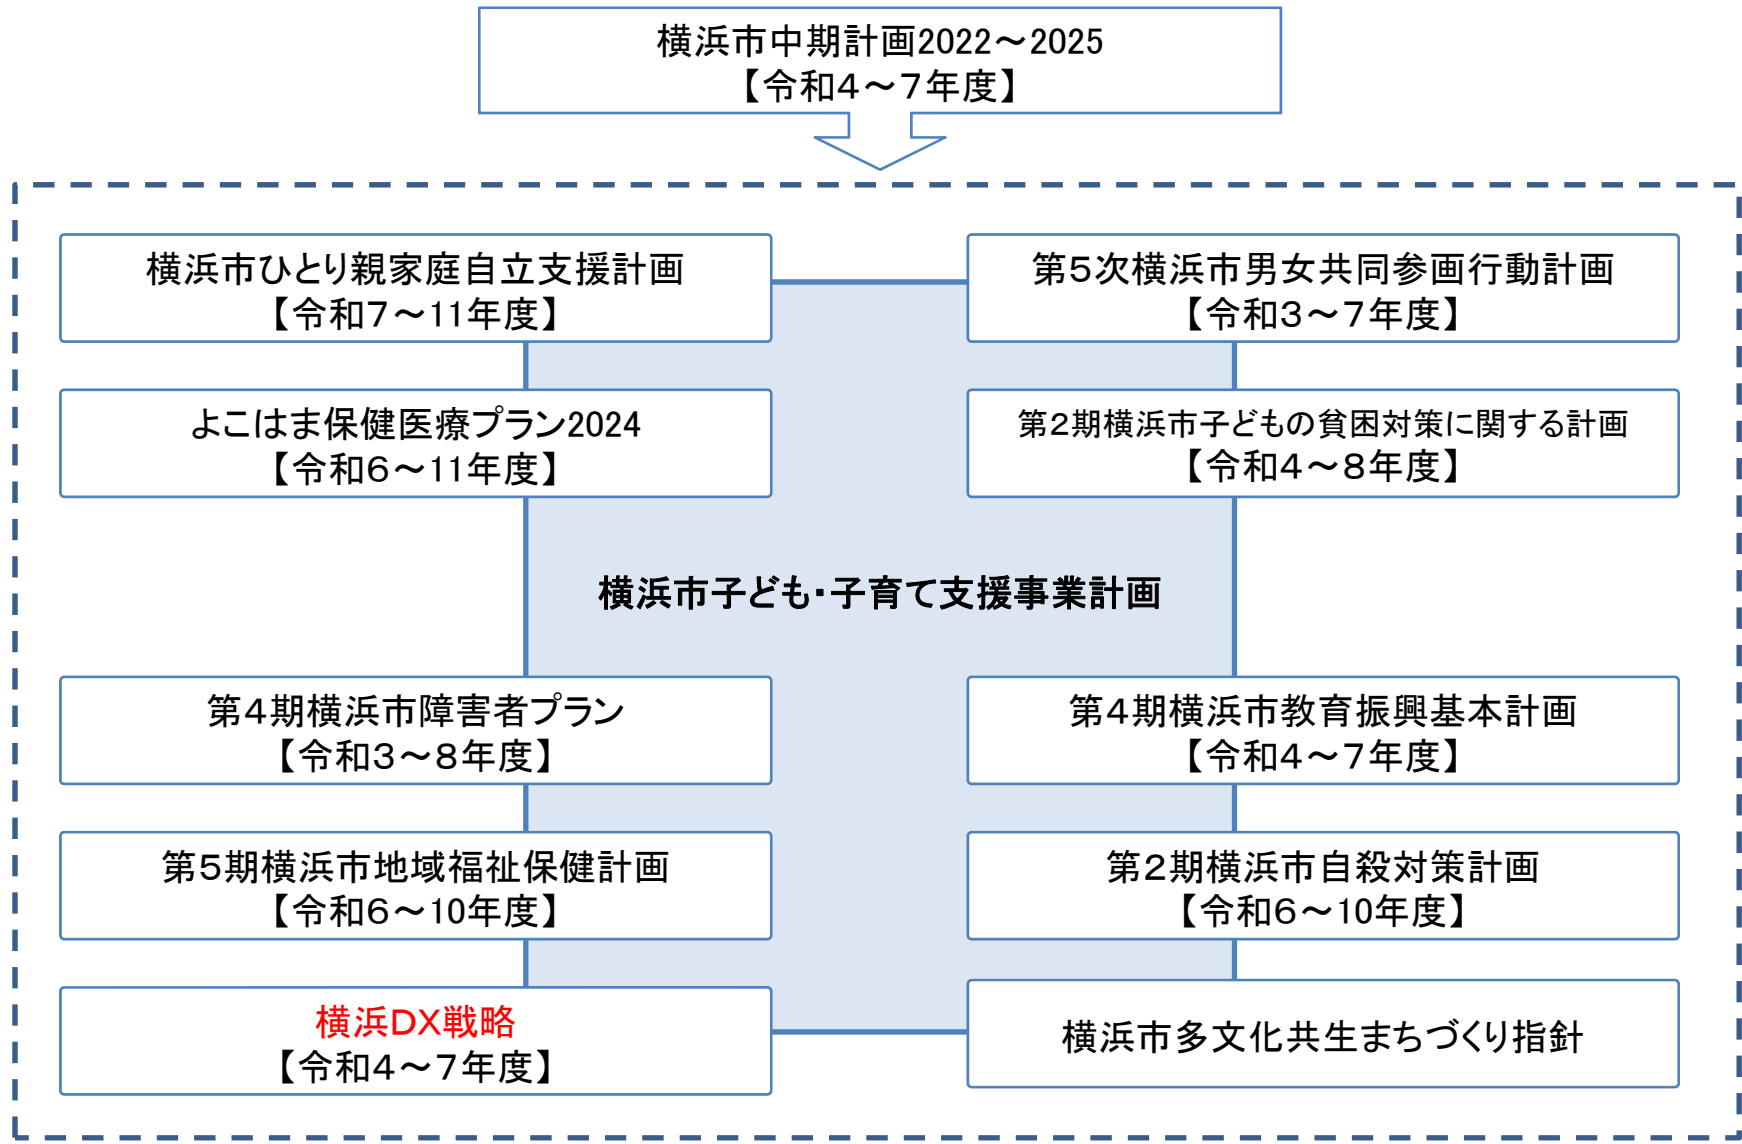 横浜市中期計画2022～2025
【令和４～７年度】
横浜市ひとり親家庭自立支援計画
【令和７～11年度】
第５次横浜市男女共同参画行動計画
【令和３～７年度】
よこはま保健医療プラン2024
【令和６～11年度】
第２期横浜市子どもの貧困対策に関する計画
【令和４～８年度】
横浜市子ども・子育て支援事業計画
第４期横浜市障害者プラン
【令和３～８年度】
第４期横浜市教育振興基本計画
【令和４～７年度】
第５期横浜市地域福祉保健計画
【令和６～10年度】
第２期横浜市自殺対策計画
【令和６～10年度】
横浜DX戦略
【令和４～７年度】
横浜市多文化共生まちづくり指針